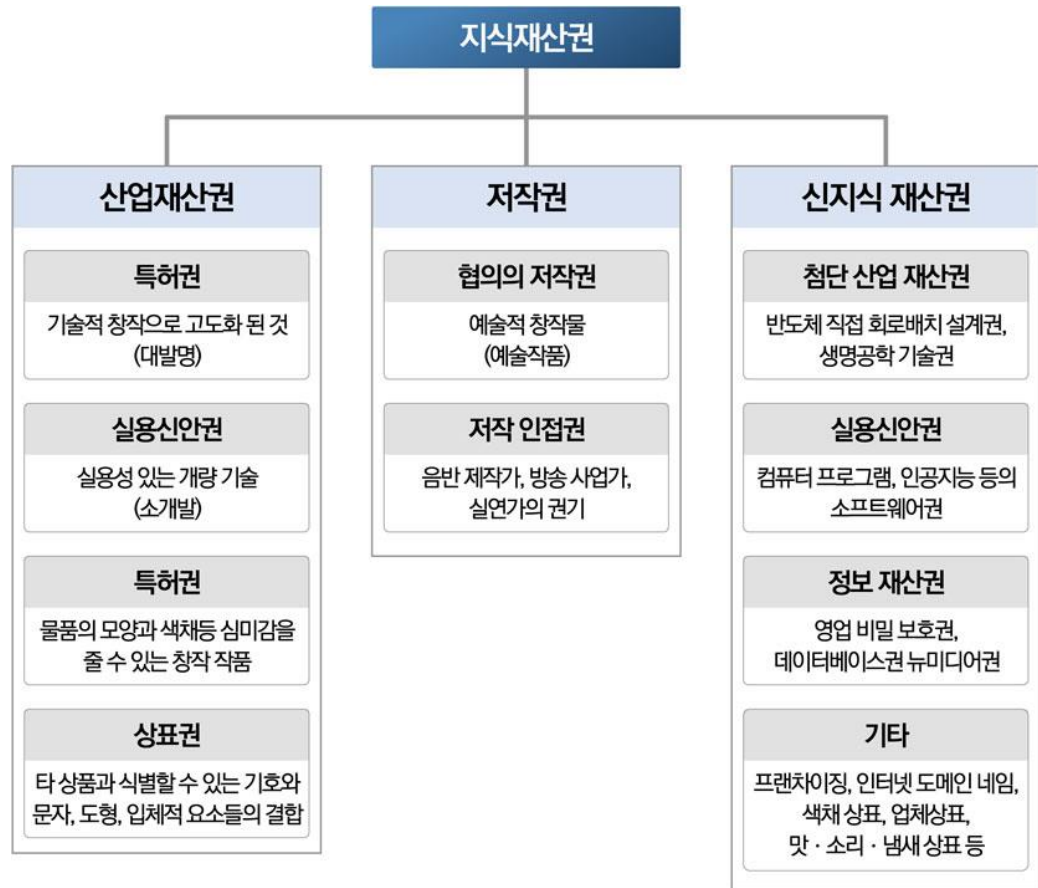 지식재산권
산업재산권
특허권
기술적 창작으로 고도화 된 것
(대발명)
실용신안권
실용성 있는 개량 기술
(소개발)
특허권
물품의 모양과 색채등 심미감을
줄 수 있는 창작 작품
상표권
타 상품과 식별할 수 있는 기호와
문자, 도형, 입체적 요소들의 결합
저작권
협의의 저작권
예술적 창작물
(예술작품)
저작 인접권
음반 제작가, 방송 사업가,
실연가의 권기
신지식 재산권
첨단 산업 재산권
반도체 직접 회로배치 설계권,
생명공학 기술권
실용신안권
컴퓨터 프로그램, 인공지능 등의
소프트웨어권
정보 재산권
영업 비밀 보호권,
데이터베이스권 뉴미디어권
기타
프랜차이징, 인터넷 도메인 네임,
색채 상표, 업체상표,
맛 · 소리 · 냄새 상표 등